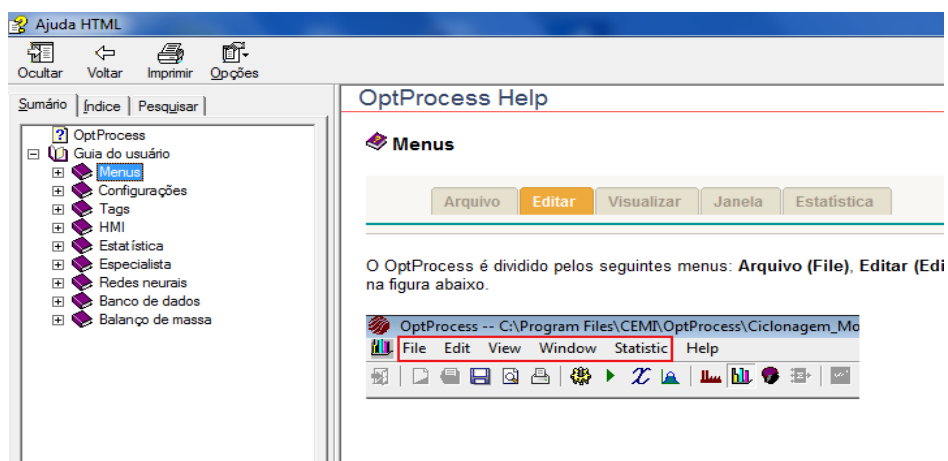 Ajuda HTML
Ocultar Voltar Imprimir Opções
Sumário Índice Pesquisar
OptProcess
Guia do usuário
Menus
Configurações
Tags
HMI
Estatística
Especialista
Redes neurais
Banco de dados
Balanço de massa
OptProcess Help
Menus
Arquivo Editar Visualizar Janela Estatística
O OptProcess é dividido pelos seguintes menus: Arquivo (File), Editar (Edi
na figura abaixo.
OptProcess -- C:\Program Files\CEMI\OptProcess\Ciclonagem_Mo
File Edit View Window Statistic Help